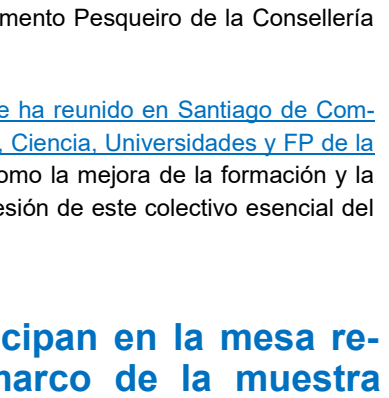 mento Pesqueiro de la Consellería
e ha reunido en Santiago de Com-
, Ciencia, Universidades y FP de la
omo la mejora de la formación y la
esión de este colectivo esencial del
cipan en la mesa re-
marco de la muestra